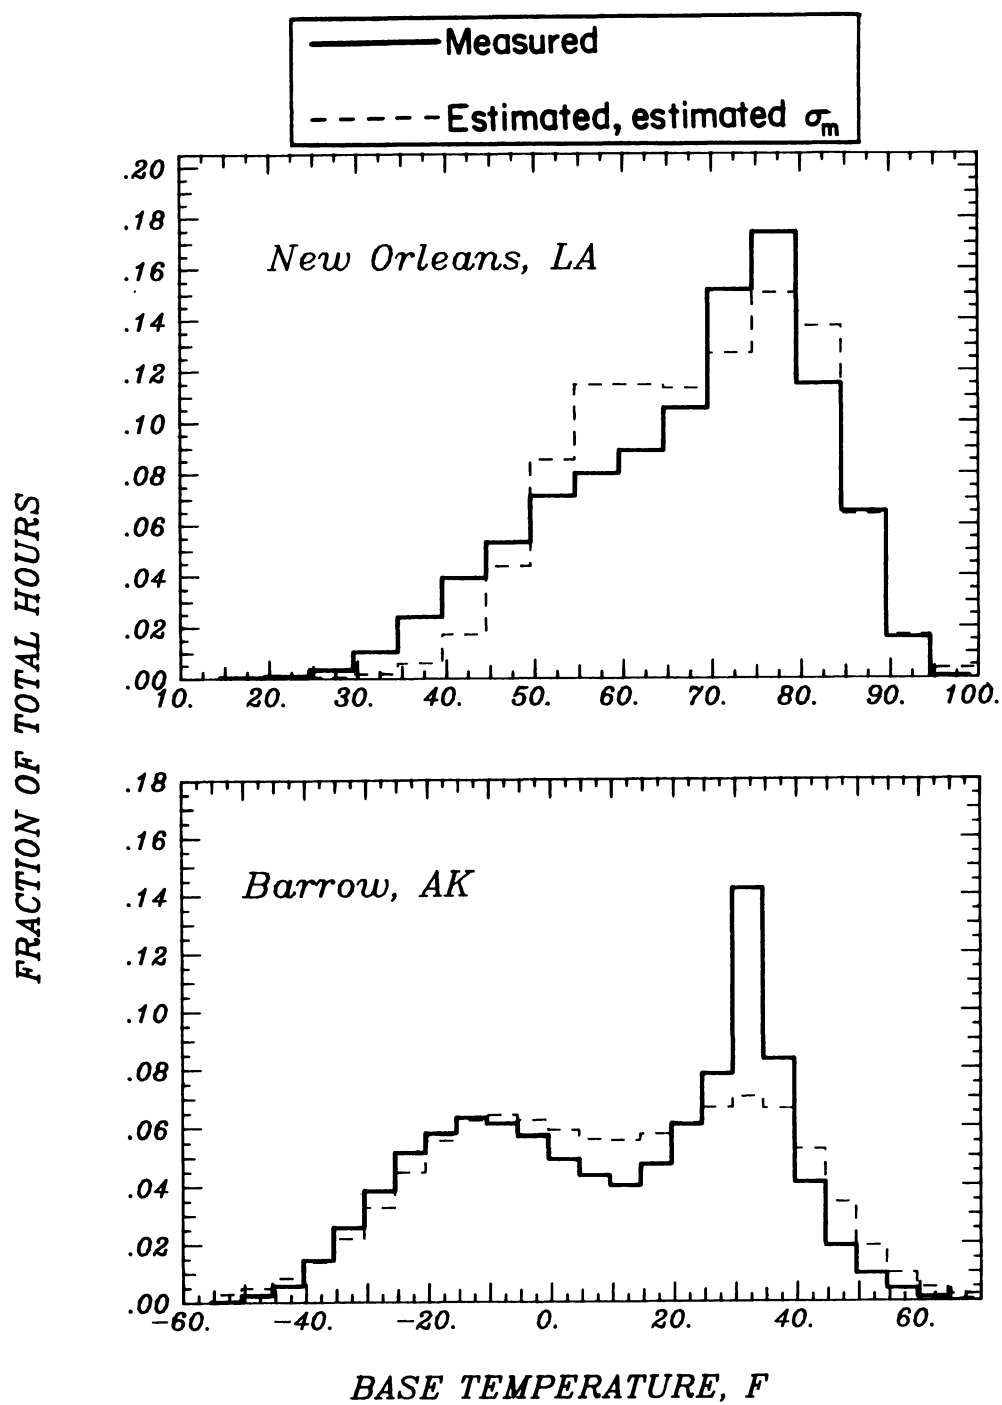 Measured
Estimated, estimated σm
.20
.18
.16
.14
.12
.10
.08
.06
.04
.02
.00
New Orleans, LA
10. 20. 30. 40. 50. 60. 70. 80. 90. 100.
FRACTION OF TOTAL HOURS
.18
.16
.14
.12
.10
.08
.06
.04
.02
.00
Barrow, AK
-60. -40. -20. 0. 20. 40. 60.
BASE TEMPERATURE, F